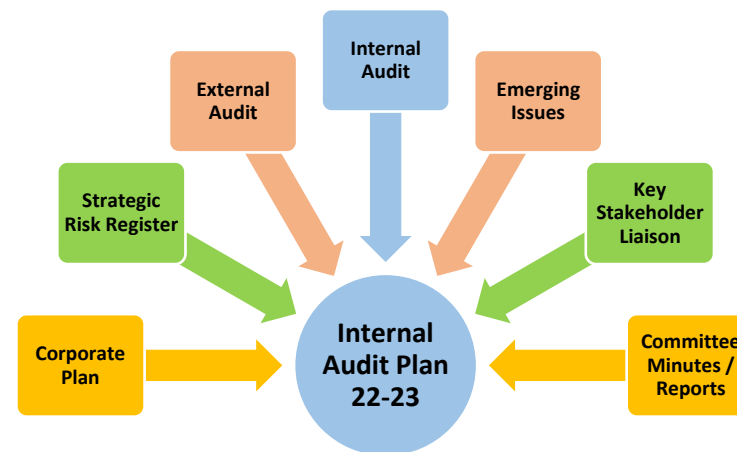 Internal
Audit
External
Audit
Emerging
Issues
Strategic
Risk Register
Key
Stakeholder
Liaison
Corporate
Plan
Internal
Audit Plan
22-23
Committee
Minutes /
Reports